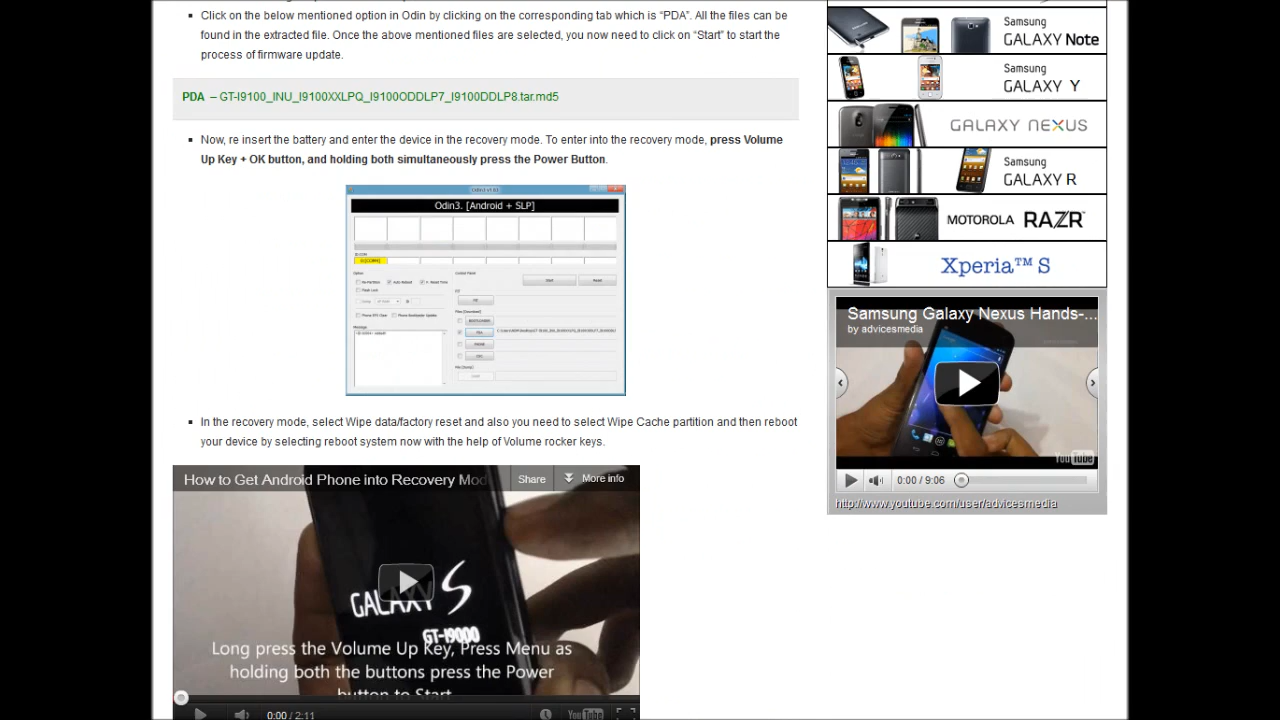 Click on the below mentioned option in Odin by clicking on the corresponding tab which is “PDA”. All the files can be
found in the extracted file. Once the above mentioned files are selected, you now need to click on “Start” to start the
process of firmware update.
PDA – GT-I9100_INU_I9100XXLPQ_I9100ODDLP7_I9100DDLP8.tar.md5
Now, re insert the battery and enter the device in the recovery mode. To enter into the recovery mode, press Volume
Up Key + OK button, and holding both simultaneously press the Power Button.
Odin3. [Android + SLP]
Start
Reset
PDA
PHONE
In the recovery mode, select Wipe data/factory reset and also you need to select Wipe Cache partition and then reboot
your device by selecting reboot system now with the help of Volume rocker keys.
How to Get Android Phone into Recovery Mod
Share
More info
GALAXY S
GT-I9000
Long press the Volume Up Key, Press Menu as
holding both the buttons press the Power
button to Start
0:00 / 2:11
YouTube
Samsung
GALAXY Note
Samsung
GALAXY Y
GALAXY NEXUS
Samsung
GALAXY R
MOTOROLA RAZR
Xperia™ S
Samsung Galaxy Nexus Hands-...
by advicesmedia
YouTube
0:00 / 9:06
http://www.youtube.com/user/advicesmedia